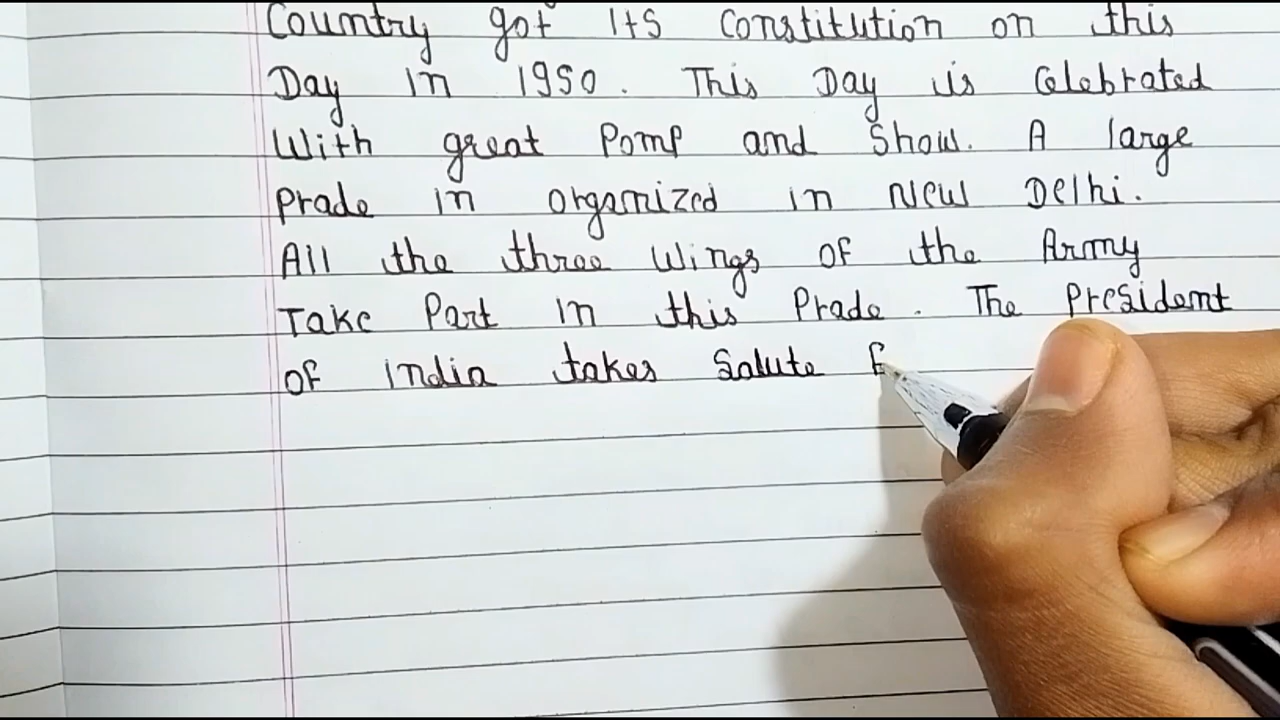 Country got Its Constitution on this
Day in 1950. This Day is Celebrated
With great Pomp and Show. A large
Prade in organized in New Delhi.
All the three Wings of the Army
Take Part in this Prade. The President
of india takes Salute